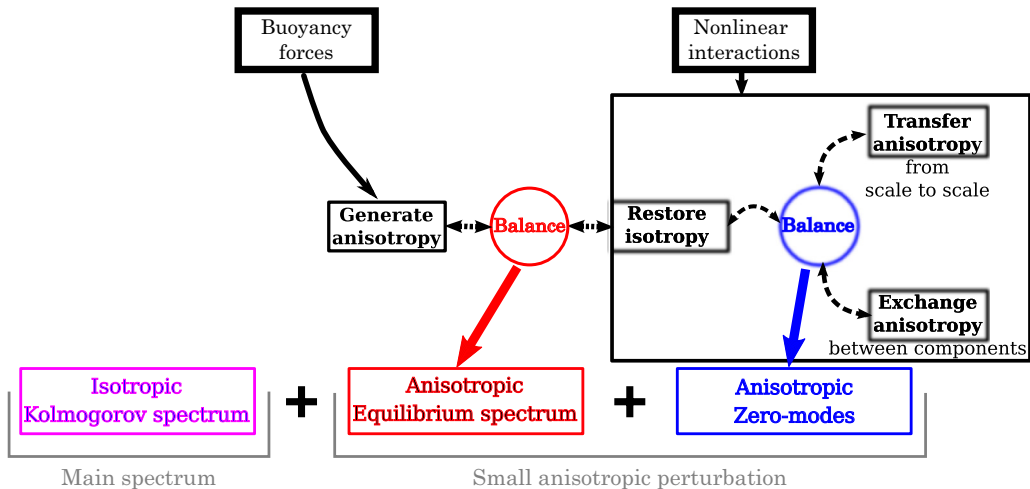 Buoyancy
forces
Nonlinear
interactions
Transfer
anisotropy
from
scale to scale
Generate
anisotropy
Balance
Restore
isotropy
Balance
Exchange
anisotropy
between components
Isotropic
Kolmogorov spectrum
+
Anisotropic
Equilibrium spectrum
+
Anisotropic
Zero-modes
Main spectrum
Small anisotropic perturbation